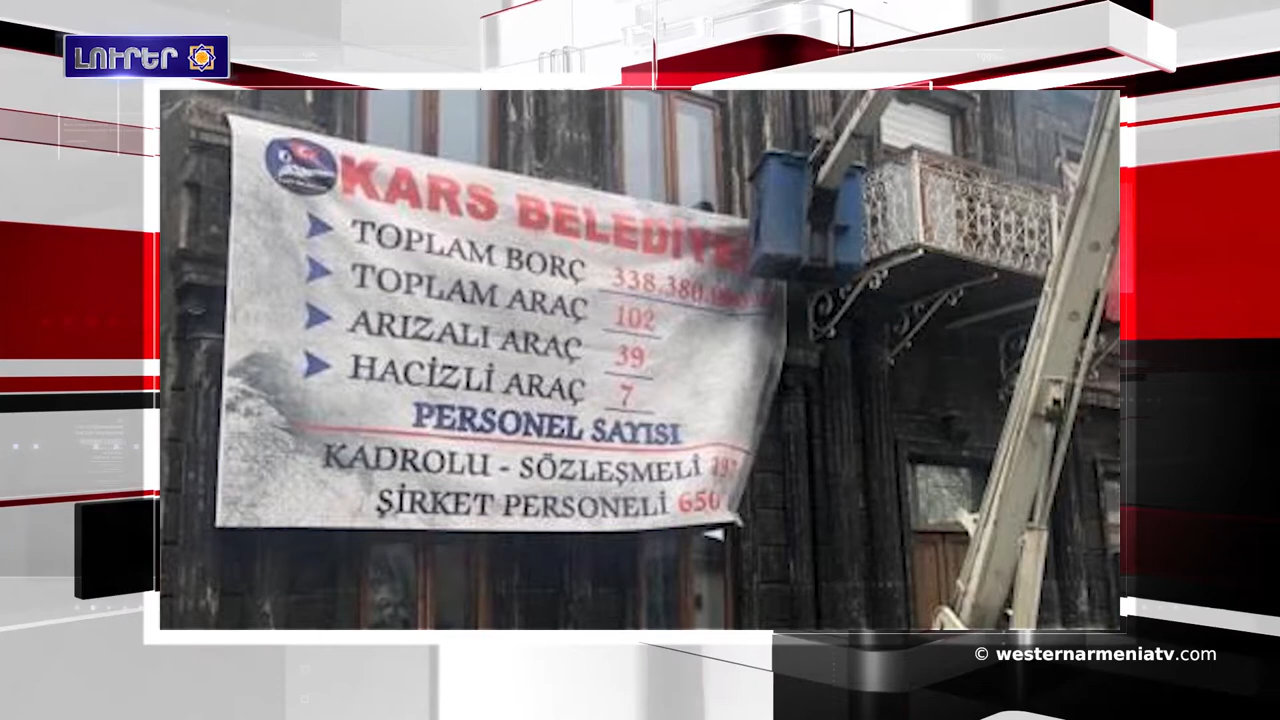 ԼՈՒՐԵՐ
KARS BELEDİYE
TOPLAM BORÇ
TOPLAM ARAÇ 102
ARIZALI ARAÇ 39
HACİZLİ ARAÇ 7
PERSONEL SAYISI
KADROLU - SÖZLEŞMELİ
ŞİRKET PERSONELİ 650
© westernarmeniatv.com